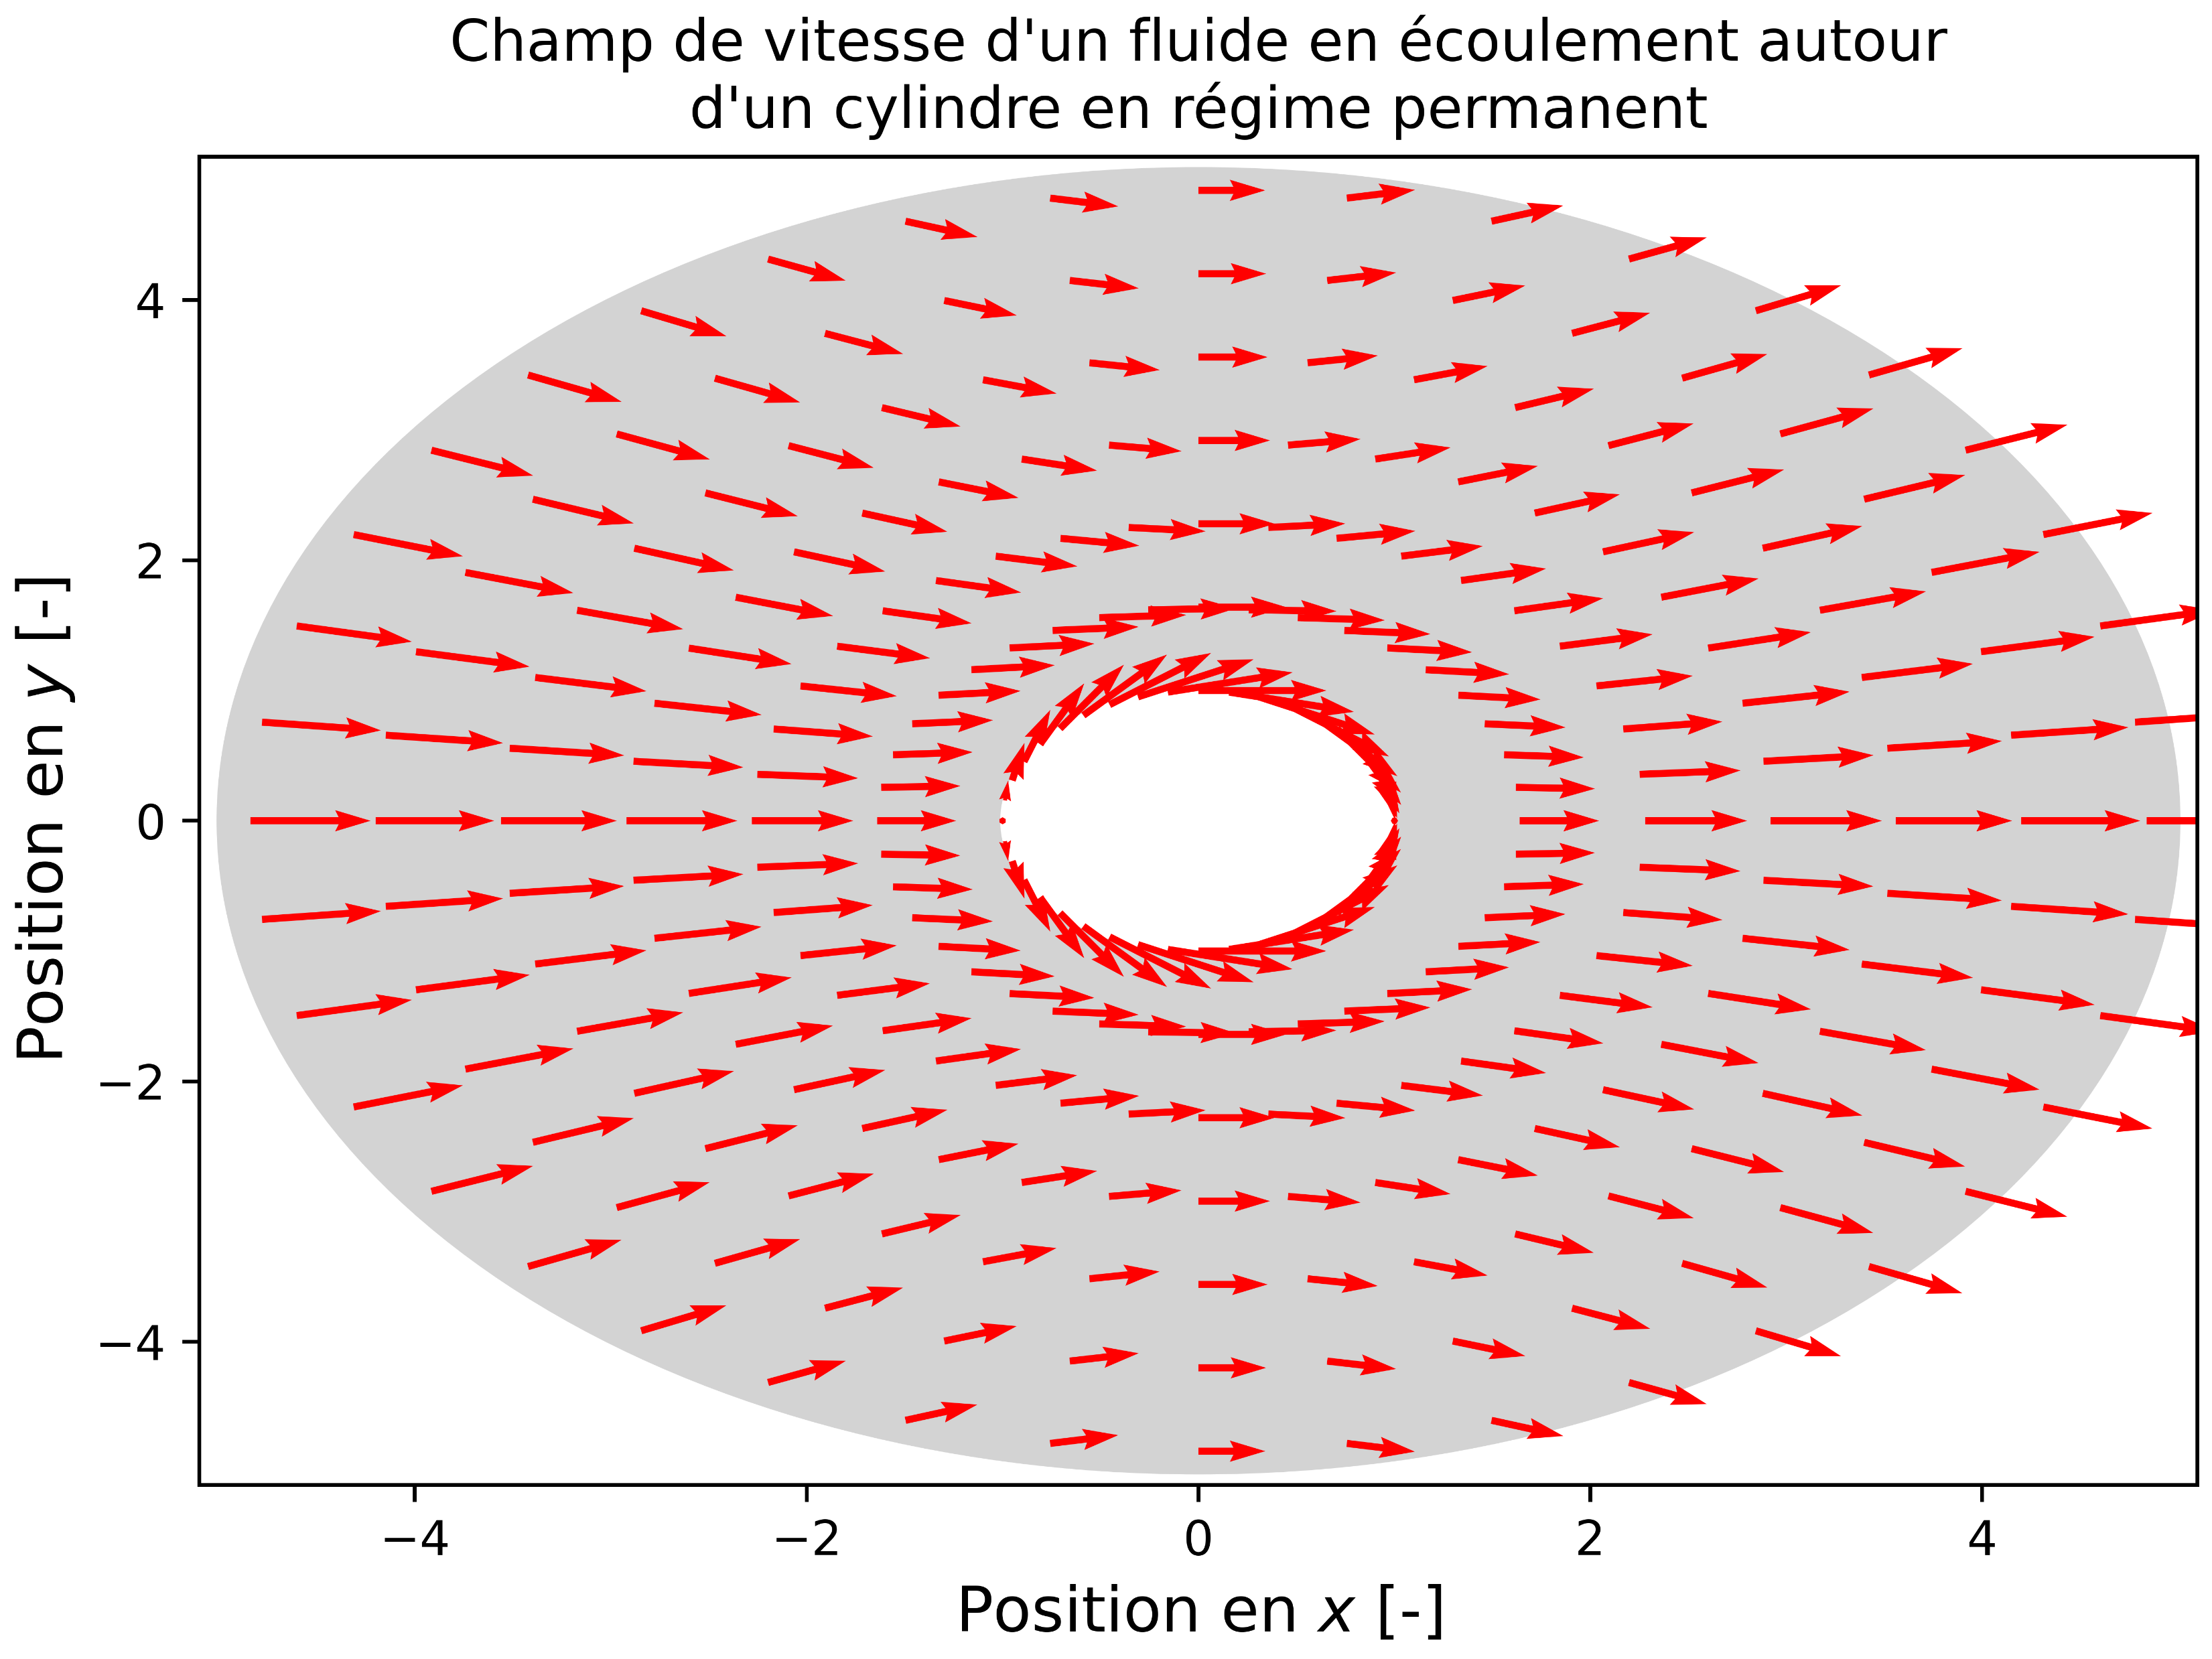 Champ de vitesse d'un fluide en écoulement autour
d'un cylindre en régime permanent
4
2
0
−2
−4
Position en y [-]
−4
−2
0
2
4
Position en x [-]